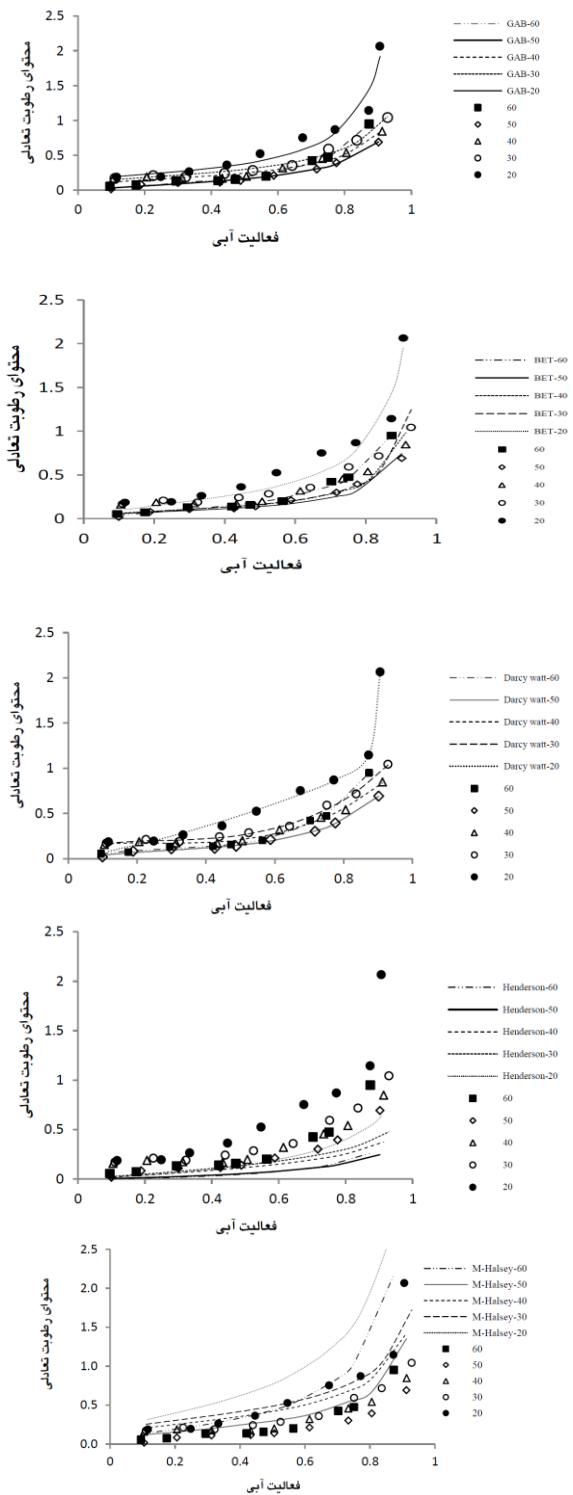 2.5
2
1.5
1
0.5
0
محتوای رطوبت تعادلی
0 0.2 0.4 0.6 0.8 1
فعالیت آبی
GAB-60
GAB-50
GAB-40
GAB-30
GAB-20
60
50
40
30
20
2.5
2
1.5
1
0.5
0
محتوای رطوبت تعادلی
0 0.2 0.4 0.6 0.8 1
فعالیت آبی
BET-60
BET-50
BET-40
BET-30
BET-20
60
50
40
30
20
2.5
2
1.5
1
0.5
0
محتوای رطوبت تعادلی
0 0.2 0.4 0.6 0.8 1
فعالیت آبی
Darcy watt-60
Darcy watt-50
Darcy watt-40
Darcy watt-30
Darcy watt-20
60
50
40
30
20
2.5
2
1.5
1
0.5
0
محتوای رطوبت تعادلی
0 0.2 0.4 0.6 0.8 1
فعالیت آبی
Henderson-60
Henderson-50
Henderson-40
Henderson-30
Henderson-20
60
50
40
30
20
2.5
2.0
1.5
1.0
0.5
0.0
محتوای رطوبت تعادلی
0 0.2 0.4 0.6 0.8 1
فعالیت آبی
M-Halsey-60
M-Halsey-50
M-Halsey-40
M-Halsey-30
M-Halsey-20
60
50
40
30
20